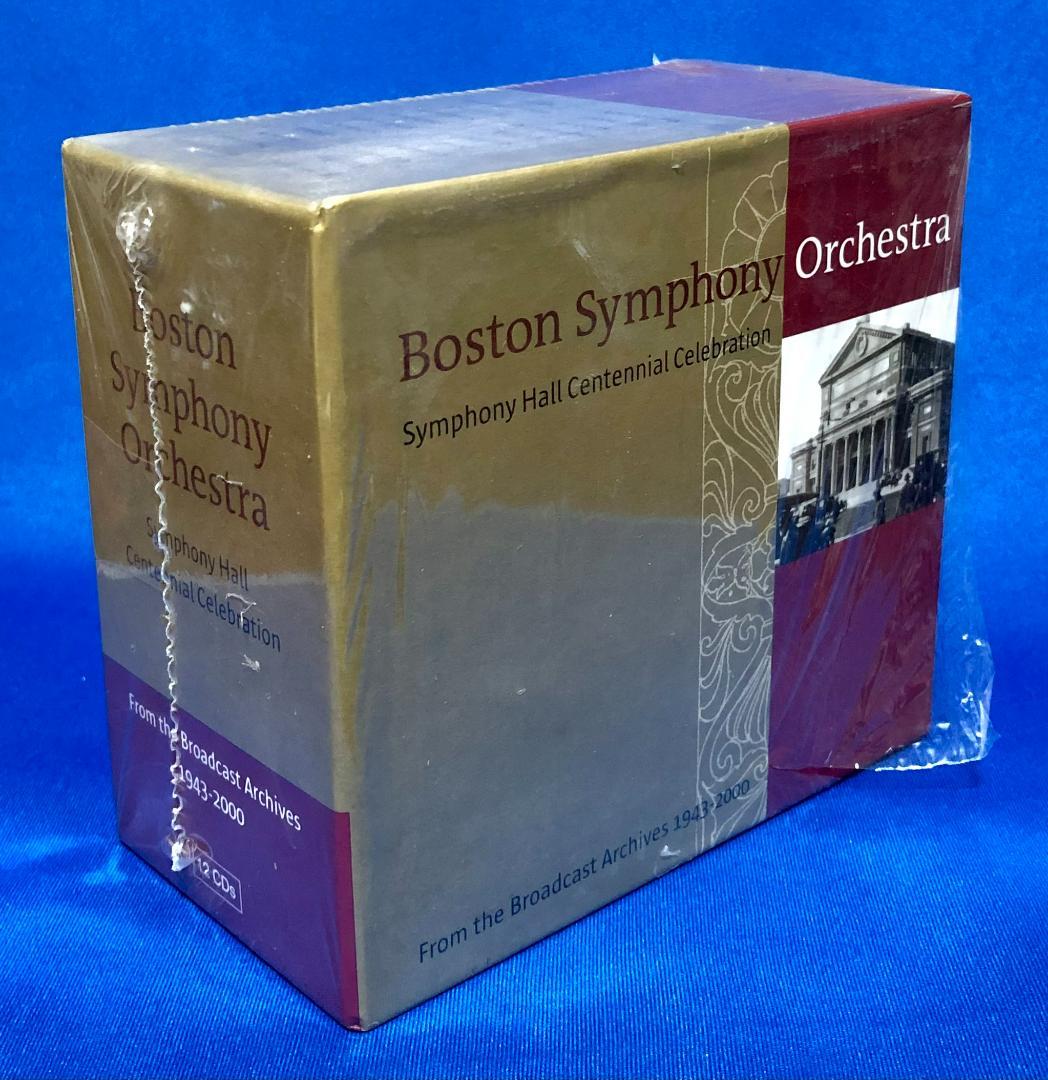 Boston
Symphony
Orchestra
Symphony Hall
Centennial Celebration
From the Broadcast Archives
1943-2000
12 CDs
Boston Symphony Orchestra
Symphony Hall Centennial Celebration
From the Broadcast Archives 1943-2000